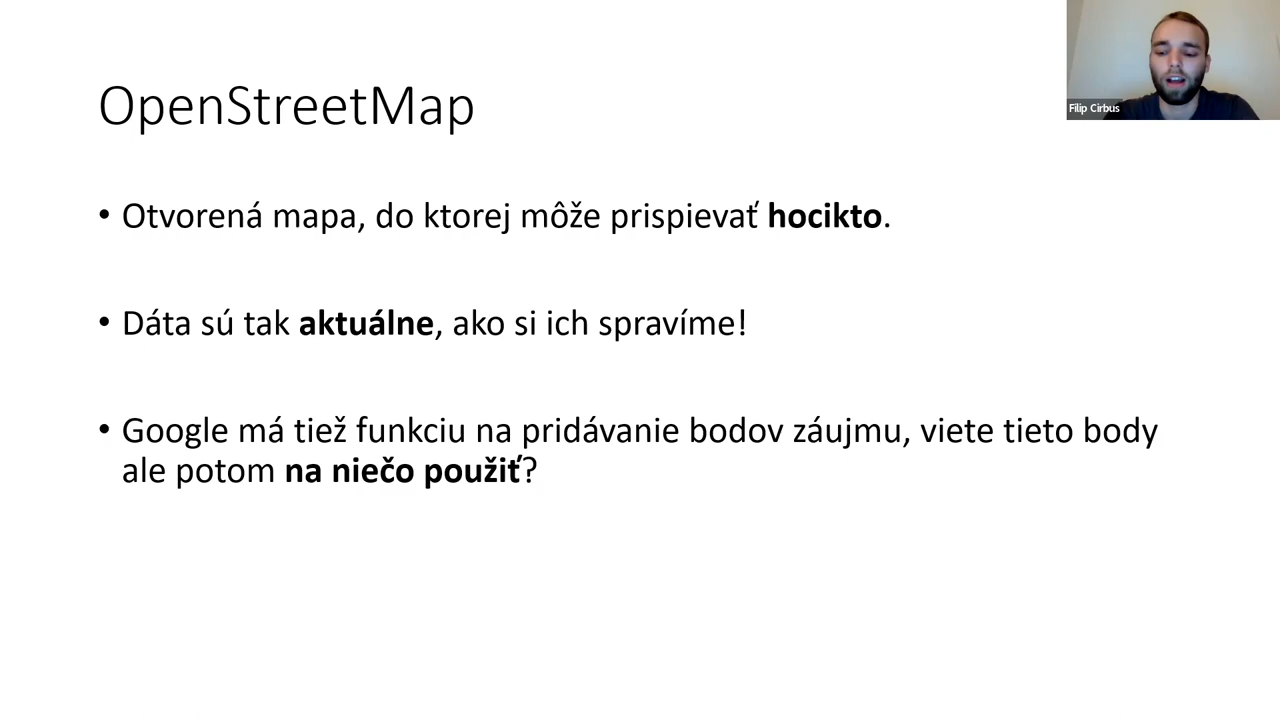 OpenStreetMap
Filip Cirbus
• Otvorená mapa, do ktorej môže prispievať hocikto.
• Dáta sú tak aktuálne, ako si ich spravíme!
• Google má tiež funkciu na pridávanie bodov záujmu, viete tieto body
ale potom na niečo použiť?